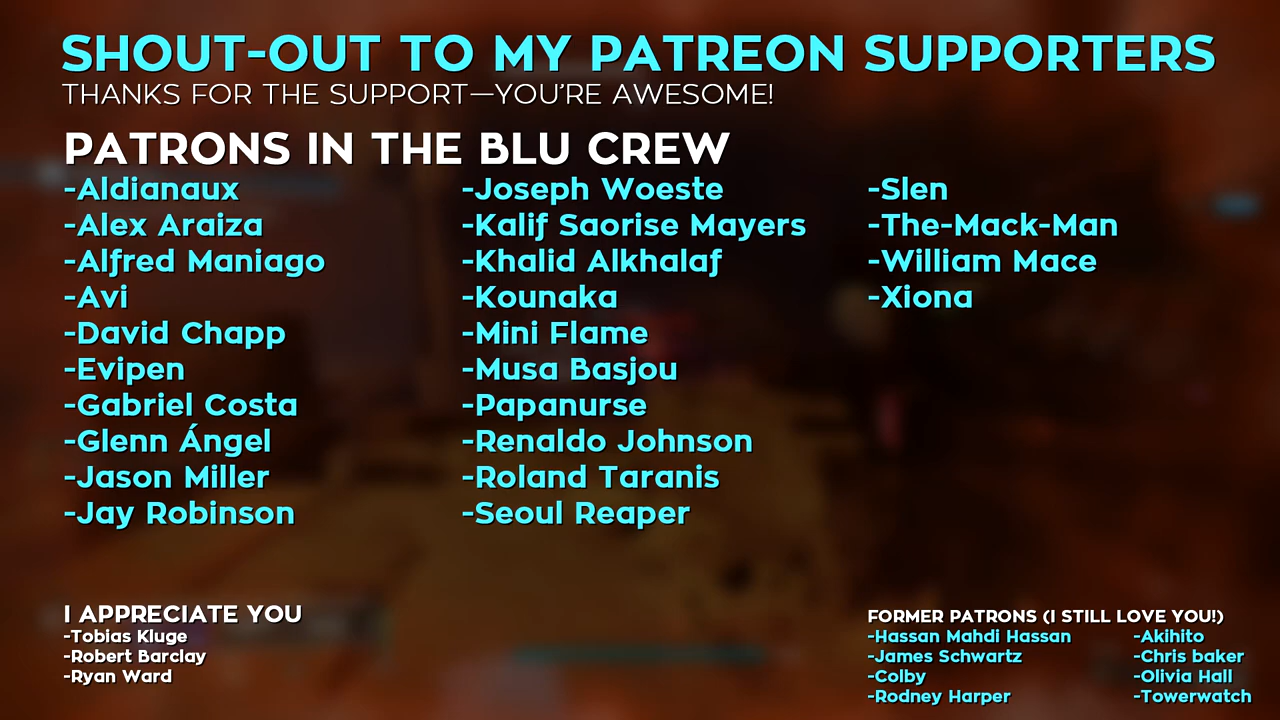 SHOUT-OUT TO MY PATREON SUPPORTERS
THANKS FOR THE SUPPORT—YOU'RE AWESOME!
PATRONS IN THE BLU CREW
-Aldianaux
-Alex Araiza
-Alfred Maniago
-Avi
-David Chapp
-Evipen
-Gabriel Costa
-Glenn Ángel
-Jason Miller
-Jay Robinson
-Joseph Woeste
-Kalif Saorise Mayers
-Khalid Alkhalaf
-Kounaka
-Mini Flame
-Musa Basjou
-Papanurse
-Renaldo Johnson
-Roland Taranis
-Seoul Reaper
-Slen
-The-Mack-Man
-William Mace
-Xiona
I APPRECIATE YOU
-Tobias Kluge
-Robert Barclay
-Ryan Ward
FORMER PATRONS (I STILL LOVE YOU!)
-Hassan Mahdi Hassan
-James Schwartz
-Colby
-Rodney Harper
-Akihito
-Chris baker
-Olivia Hall
-Towerwatch